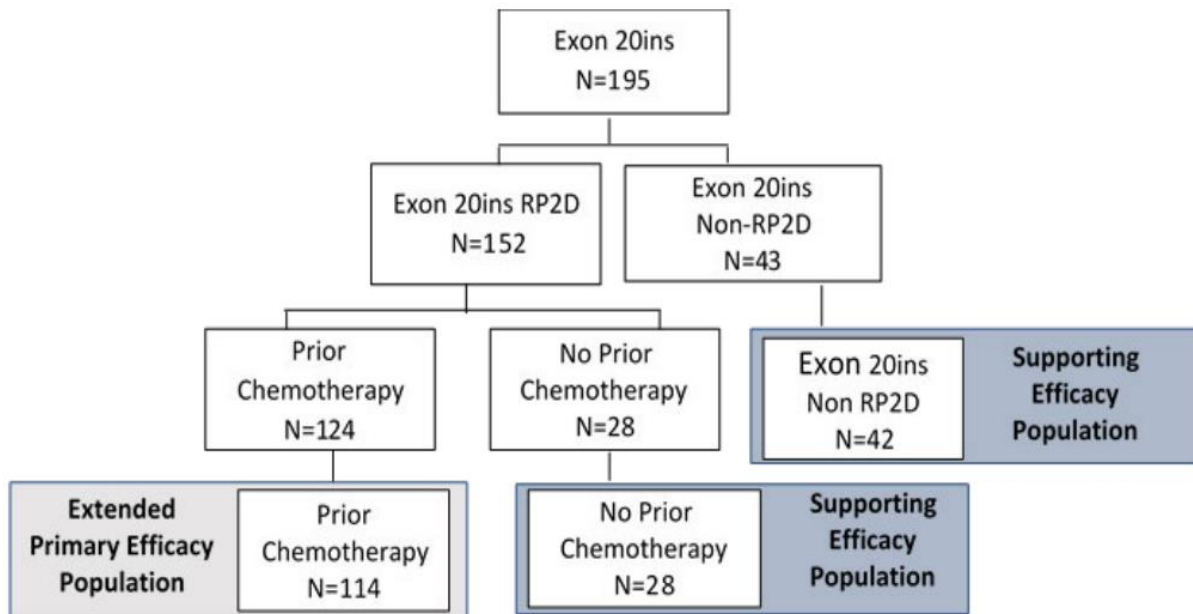 Exon 20ins
N=195
Exon 20ins RP2D
N=152
Exon 20ins
Non-RP2D
N=43
Prior
Chemotherapy
N=124
No Prior
Chemotherapy
N=28
Exon 20ins
Non RP2D
N=42
Supporting
Efficacy
Population
Extended
Primary Efficacy
Population
Prior
Chemotherapy
N=114
No Prior
Chemotherapy
N=28
Supporting
Efficacy
Population